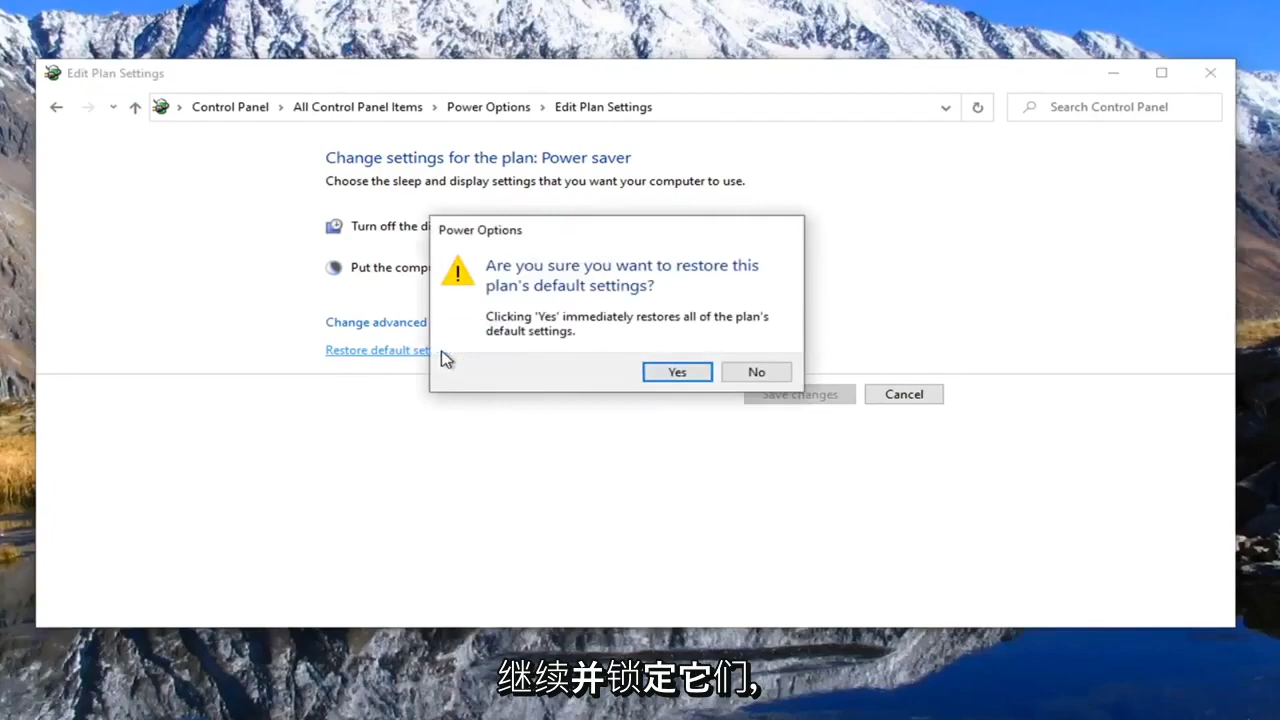 Edit Plan Settings
Control Panel
All Control Panel Items
Power Options
Edit Plan Settings
Search Control Panel
Change settings for the plan: Power saver
Choose the sleep and display settings that you want your computer to use.
Turn off the di
Power Options
Are you sure you want to restore this
plan's default settings?
Put the compu
Clicking 'Yes' immediately restores all of the plan's
default settings.
Change advanced
Restore default set
Yes
No
Save changes
Cancel
继续并锁定它们,